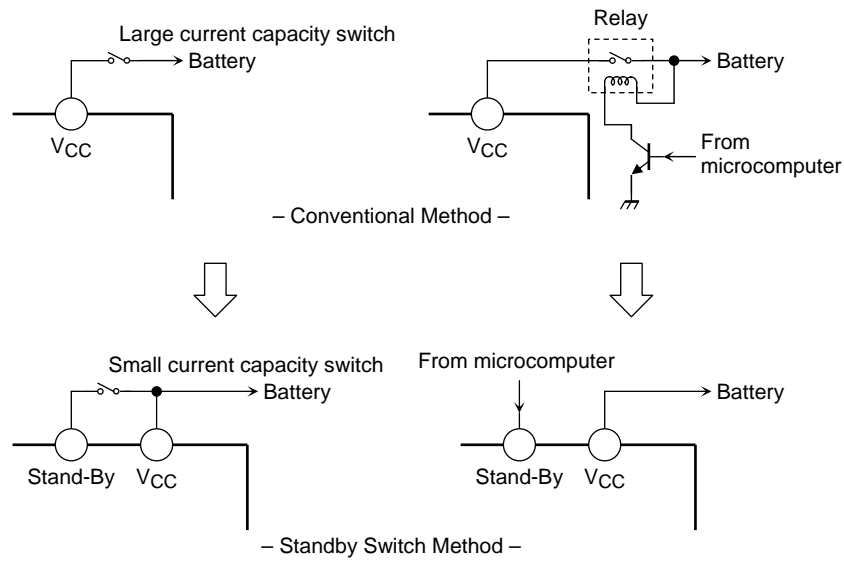 Large current capacity switch
Battery
VCC
Relay
Battery
VCC
From
microcomputer
– Conventional Method –
Small current capacity switch
Battery
Stand-By VCC
From microcomputer
Battery
Stand-By VCC
– Standby Switch Method –